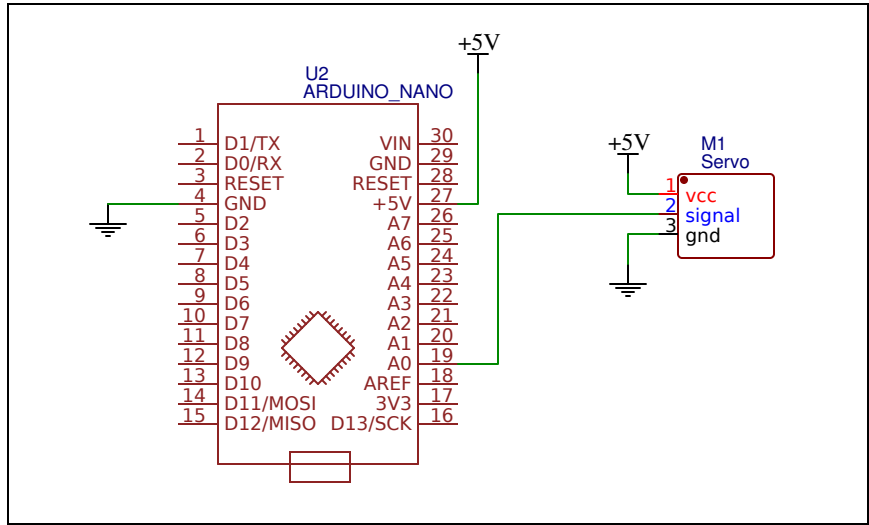 +5V
U2
ARDUINO_NANO
1 D1/TX VIN 30
2 D0/RX GND 29
3 RESET RESET 28
4 GND +5V 27
5 D2 A7 26
6 D3 A6 25
7 D4 A5 24
8 D5 A4 23
9 D6 A3 22
10 D7 A2 21
11 D8 A1 20
12 D9 A0 19
13 D10 AREF 18
14 D11/MOSI 3V3 17
15 D12/MISO D13/SCK 16
+5V
M1
Servo
1 vcc
2 signal
3 gnd